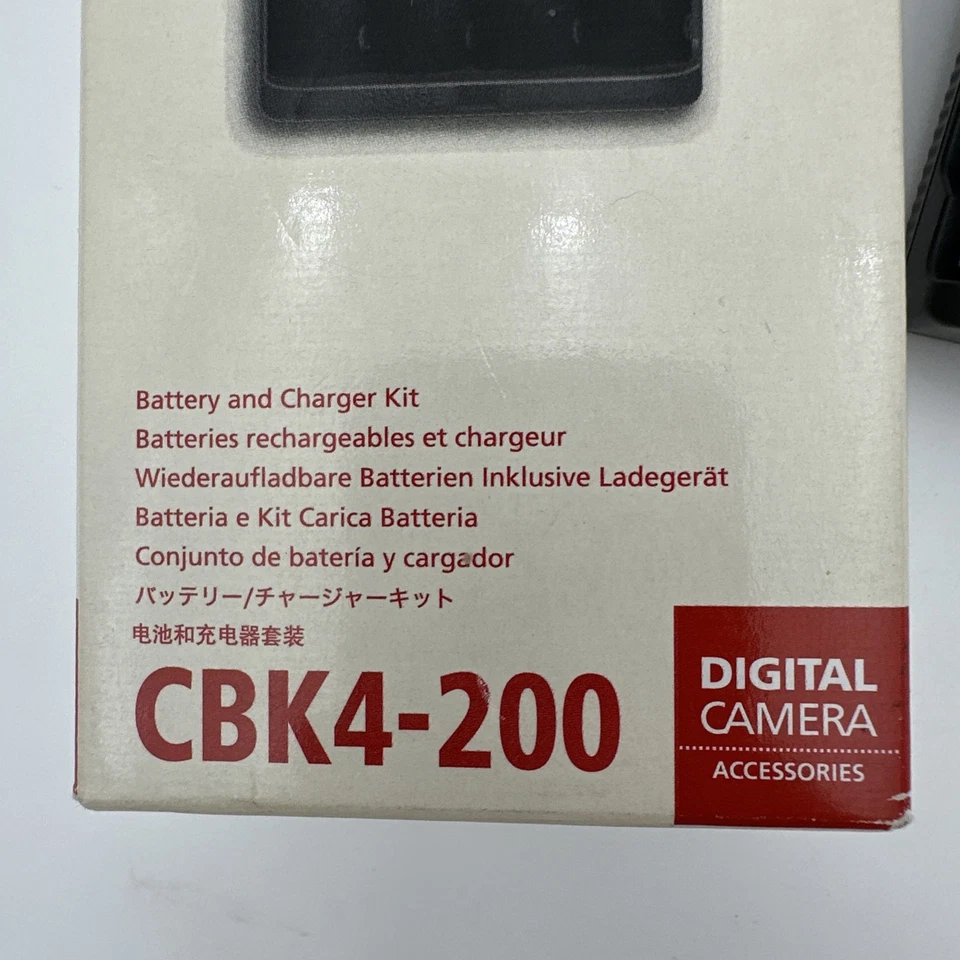 Battery and Charger Kit
Batteries rechargeables et chargeur
Wiederaufladbare Batterien Inklusive Ladegerät
Batteria e Kit Carica Batteria
Conjunto de batería y cargador
バッテリー/チャージャーキット
电池和充电器套装
CBK4-200
DIGITAL
CAMERA
ACCESSORIES